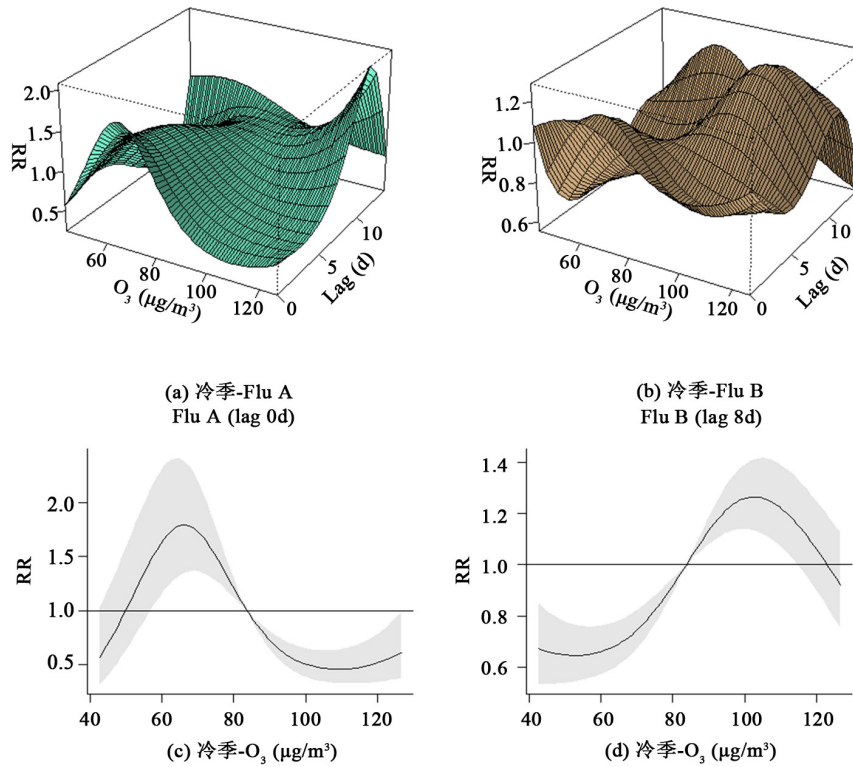 2.0
1.5
1.0
0.5
RR
60
80
100
120
O₃ (μg/m³)
0
5
10
Lag (d)
1.2
1.0
0.8
0.6
RR
60
80
100
120
O₃ (μg/m³)
0
5
10
Lag (d)
(a) 冷季-Flu A
(b) 冷季-Flu B
Flu A (lag 0d)
Flu B (lag 8d)
2.0
1.5
1.0
0.5
RR
40 60 80 100 120
(c) 冷季-O₃ (μg/m³)
1.4
1.2
1.0
0.8
0.6
RR
40 60 80 100 120
(d) 冷季-O₃ (μg/m³)